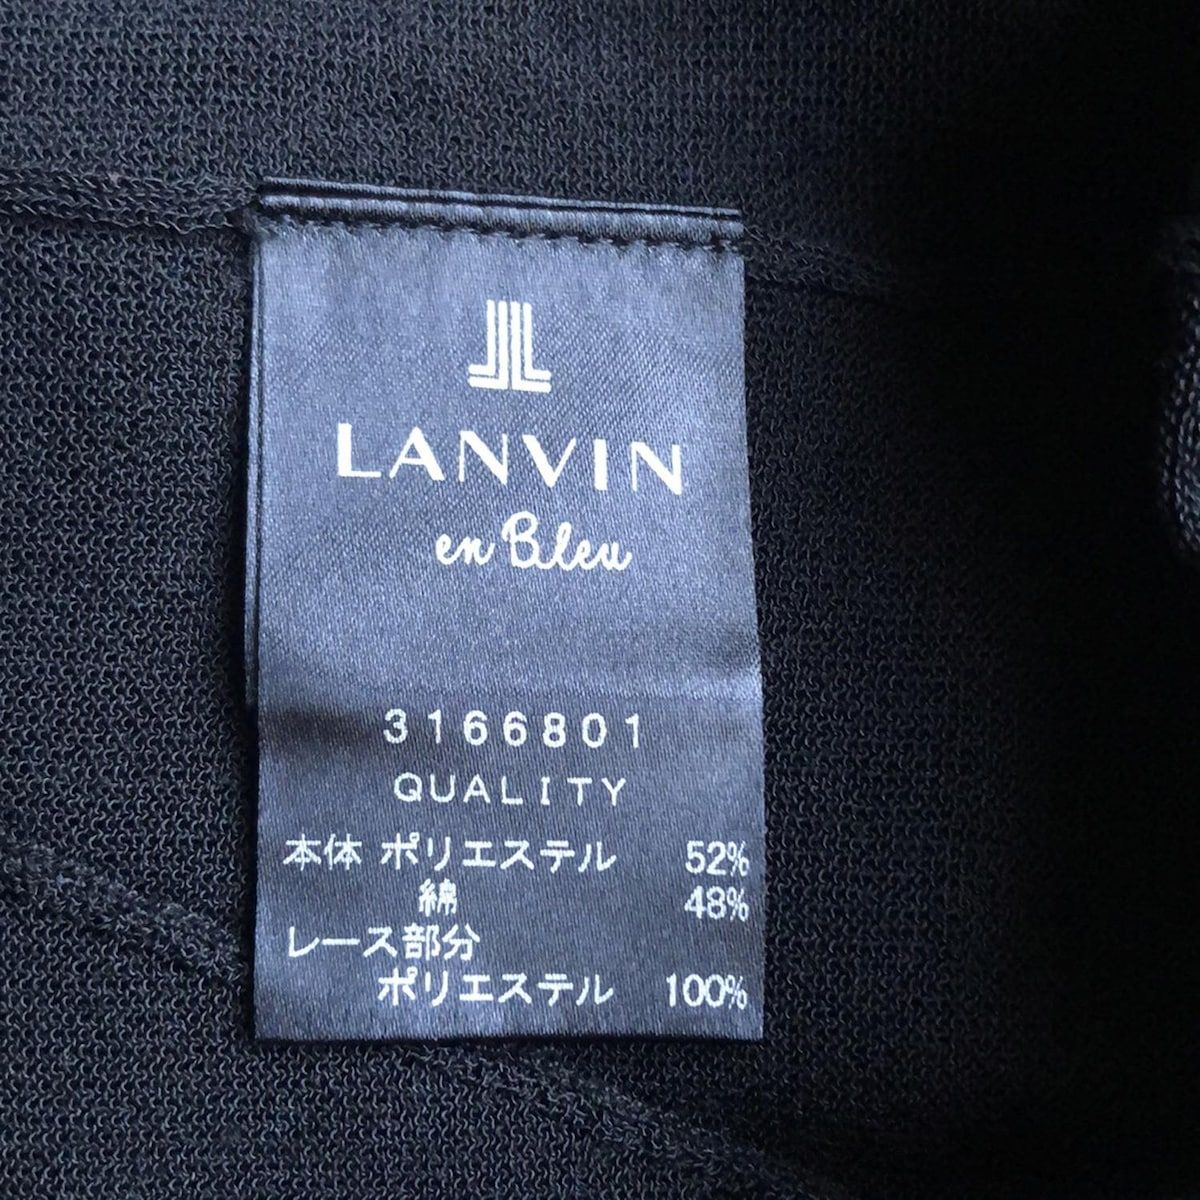 LANVIN
en Bleu
3166801
QUALITY
本体 ポリエステル 52%
綿 48%
レース部分
ポリエステル 100%